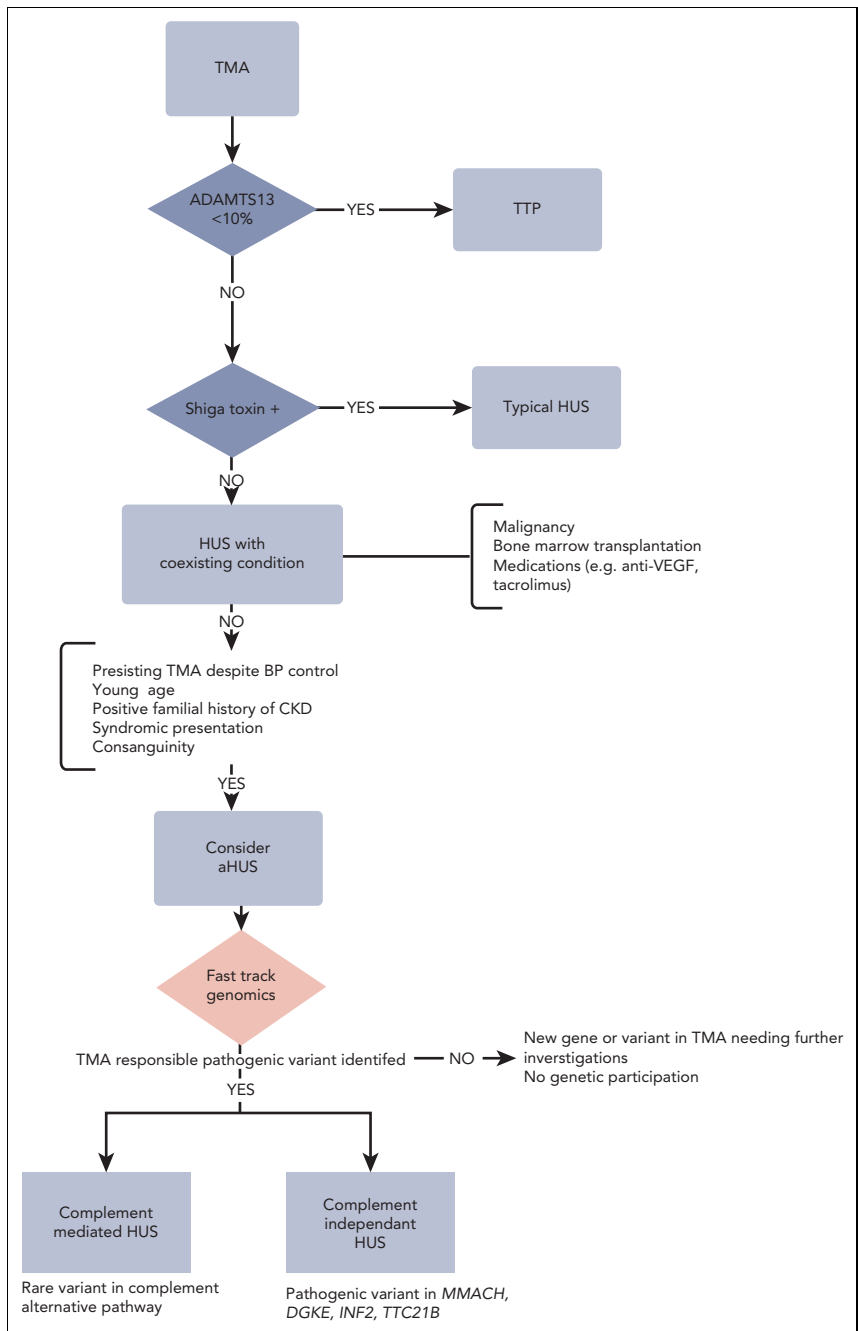 TMA
ADAMTS13
<10%
YES
TTP
NO
Shiga toxin +
YES
Typical HUS
NO
HUS with
coexisting condition
Malignancy
Bone marrow transplantation
Medications (e.g. anti-VEGF,
tacrolimus)
NO
Presisting TMA despite BP control
Young age
Positive familial history of CKD
Syndromic presentation
Consanguinity
YES
Consider
aHUS
Fast track
genomics
TMA responsible pathogenic variant identifed
NO
New gene or variant in TMA needing further
inverstigations
No genetic participation
YES
Complement
mediated HUS
Rare variant in complement
alternative pathway
Complement
independant
HUS
Pathogenic variant in MMACH,
DGKE, INF2, TTC21B